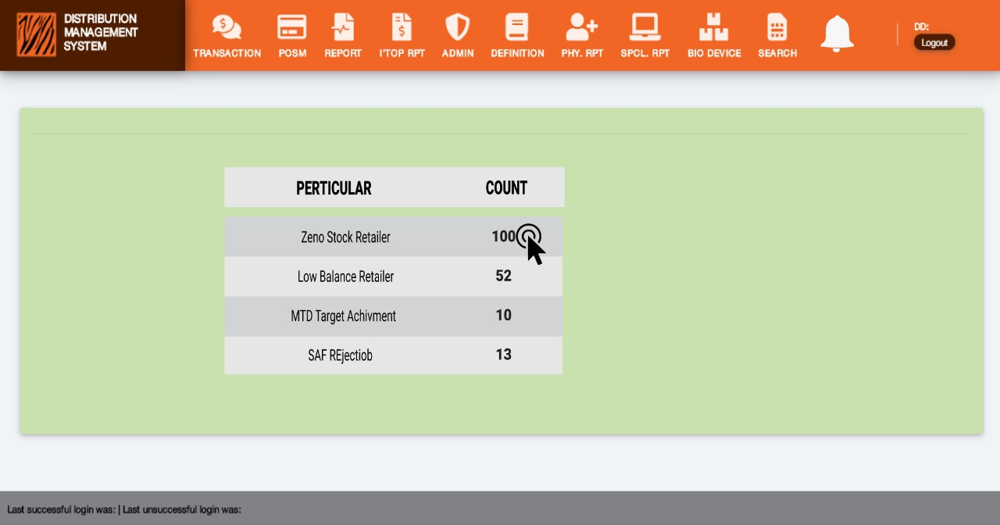 DISTRIBUTION
MANAGEMENT
SYSTEM
TRANSACTION POSM REPORT I'TOP RPT ADMIN DEFINITION PHY. RPT SPCL. RPT BIO DEVICE SEARCH
DD:
Logout
PERTICULAR COUNT
Zeno Stock Retailer 100
Low Balance Retailer 52
MTD Target Achivment 10
SAF REjectiob 13
Last successful login was: | Last unsuccessful login was: